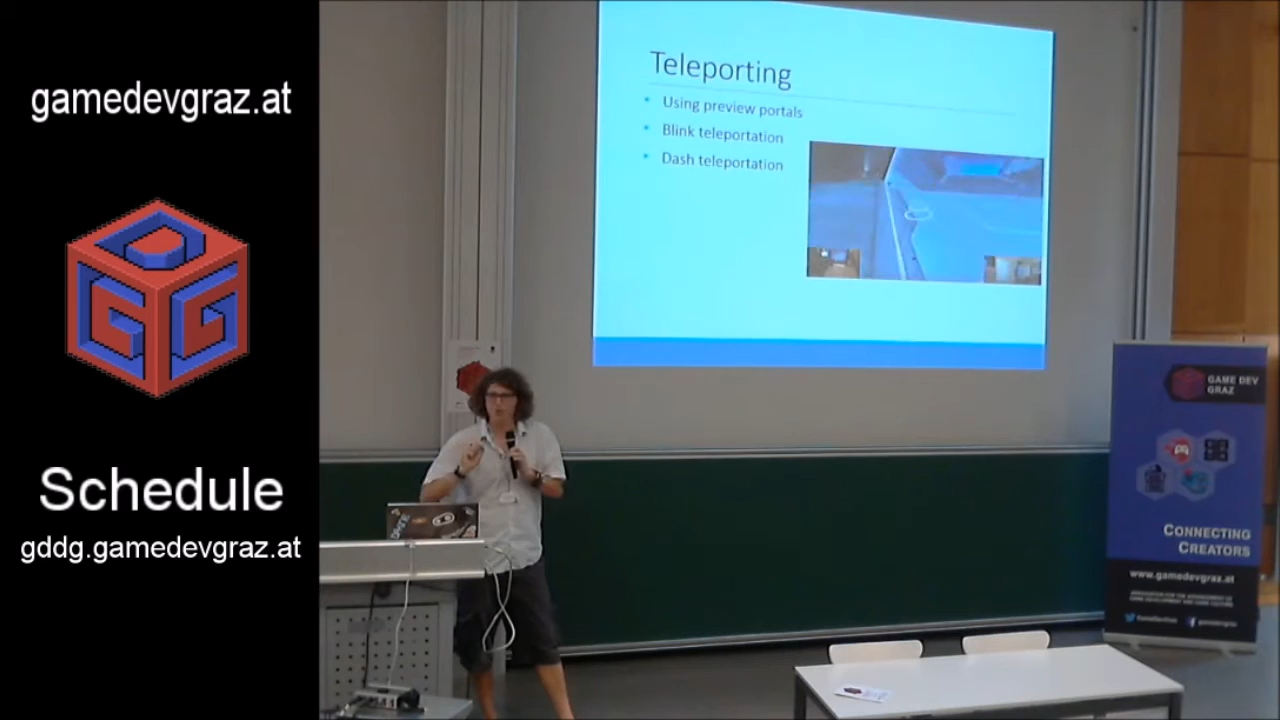 gamedevgraz.at
Schedule
gddg.gamedevgraz.at
Teleporting
Using preview portals
Blink teleportation
Dash teleportation
GAME DEV
GRAZ
CONNECTING
CREATORS
www.gamedevgraz.at